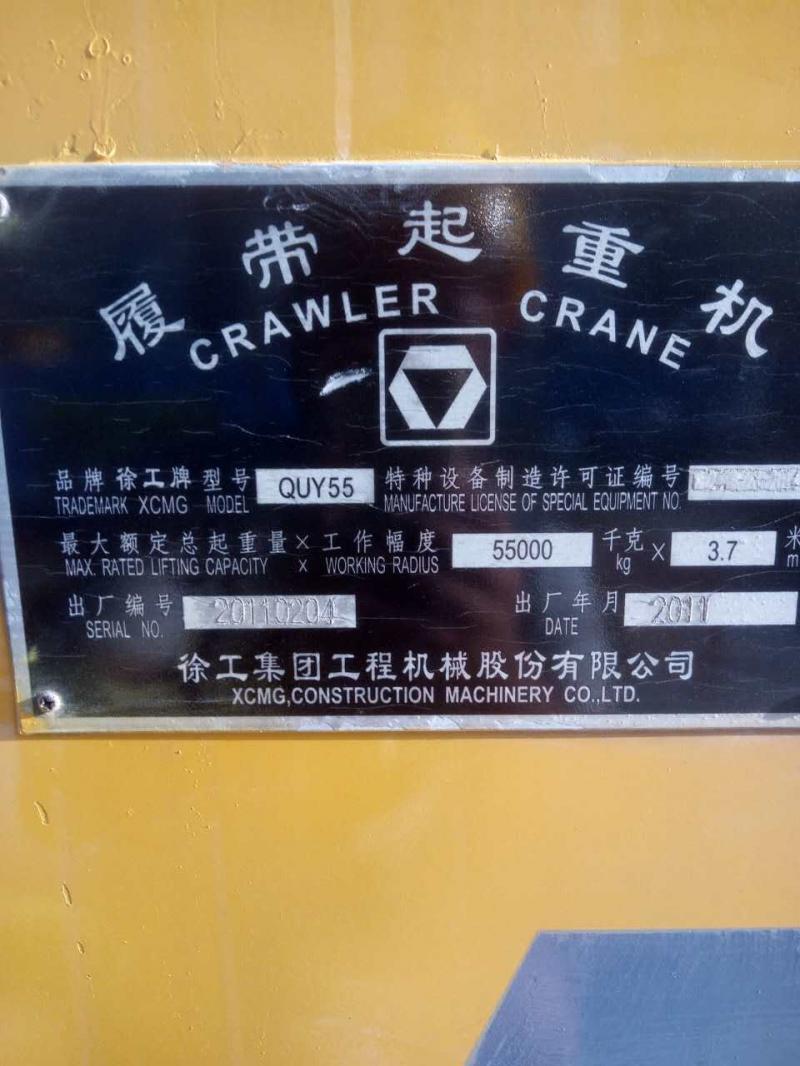 履带起重机
CRAWLER CRANE
品牌 徐工牌 型号 QUY55 特种设备制造许可证编号
TRADEMARK XCMG MODEL MANUFACTURE LICENSE OF SPECIAL EQUIPMENT NO.
最大额定总起重量×工作幅度 55000 千克 × 3.7 米
MAX. RATED LIFTING CAPACITY x WORKING RADIUS kg m
出厂编号 20110204 出厂年月 2011
SERIAL NO. DATE
徐工集团工程机械股份有限公司
XCMG,CONSTRUCTION MACHINERY CO.,LTD.